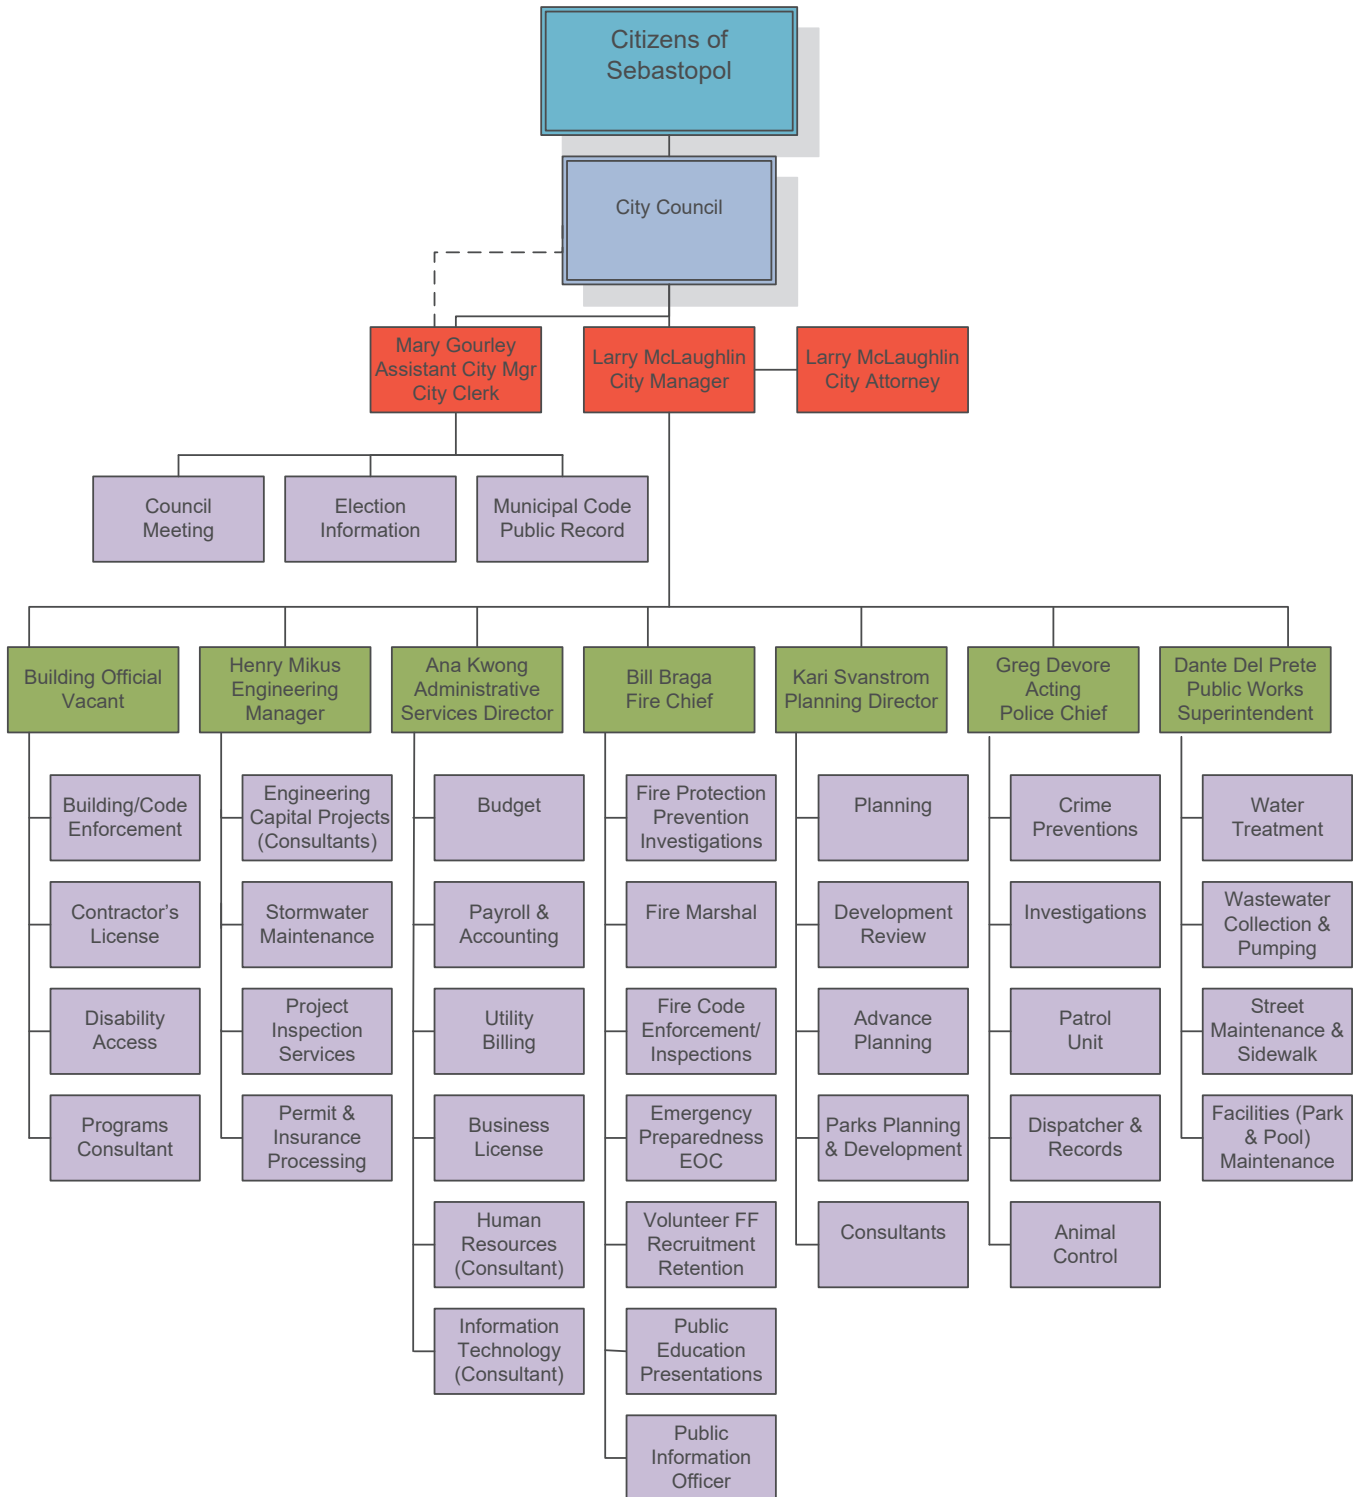 Citizens of
Sebastopol
City Council
Mary Gourley
Assistant City Mgr
City Clerk
Larry McLaughlin
City Manager
Larry McLaughlin
City Attorney
Council
Meeting
Election
Information
Municipal Code
Public Record
Building Official
Vacant
Henry Mikus
Engineering
Manager
Ana Kwong
Administrative
Services Director
Bill Braga
Fire Chief
Kari Svanstrom
Planning Director
Greg Devore
Acting
Police Chief
Dante Del Prete
Public Works
Superintendent
Building/Code
Enforcement
Contractor’s
License
Disability
Access
Programs
Consultant
Engineering
Capital Projects
(Consultants)
Stormwater
Maintenance
Project
Inspection
Services
Permit &
Insurance
Processing
Budget
Payroll &
Accounting
Utility
Billing
Business
License
Human
Resources
(Consultant)
Information
Technology
(Consultant)
Fire Protection
Prevention
Investigations
Fire Marshal
Fire Code
Enforcement/
Inspections
Emergency
Preparedness
EOC
Volunteer FF
Recruitment
Retention
Public
Education
Presentations
Public
Information
Officer
Planning
Development
Review
Advance
Planning
Parks Planning
& Development
Consultants
Crime
Preventions
Investigations
Patrol
Unit
Dispatcher &
Records
Animal
Control
Water
Treatment
Wastewater
Collection &
Pumping
Street
Maintenance &
Sidewalk
Facilities (Park
& Pool)
Maintenance